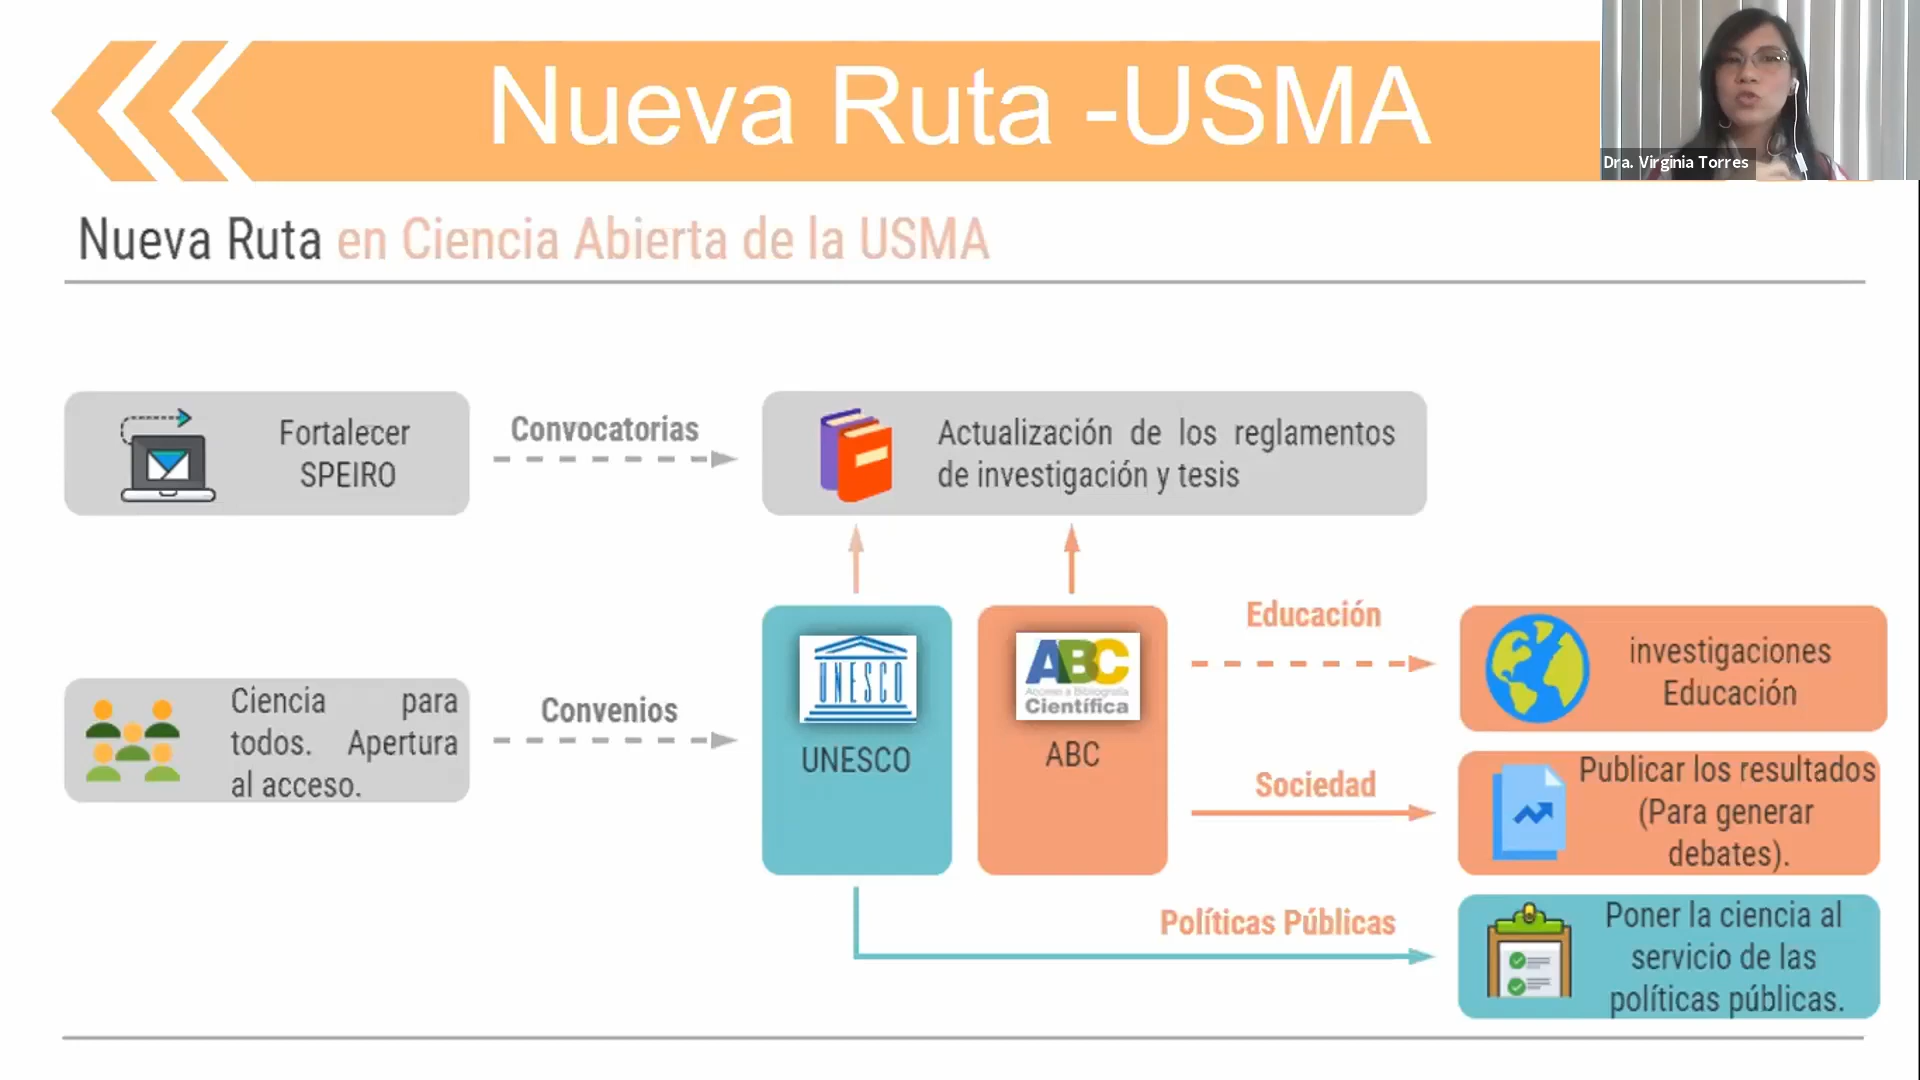 Nueva Ruta -USMA
Dra. Virginia Torres
Nueva Ruta en Ciencia Abierta de la USMA
Fortalecer
SPEIRO
Convocatorias
Actualización de los reglamentos
de investigación y tesis
Ciencia para
todos. Apertura
al acceso.
Convenios
UNESCO
UNESCO
ABC
Acceso a Bibliografía
Científica
ABC
Educación
investigaciones
Educación
Sociedad
Publicar los resultados
(Para generar
debates).
Políticas Públicas
Poner la ciencia al
servicio de las
políticas públicas.